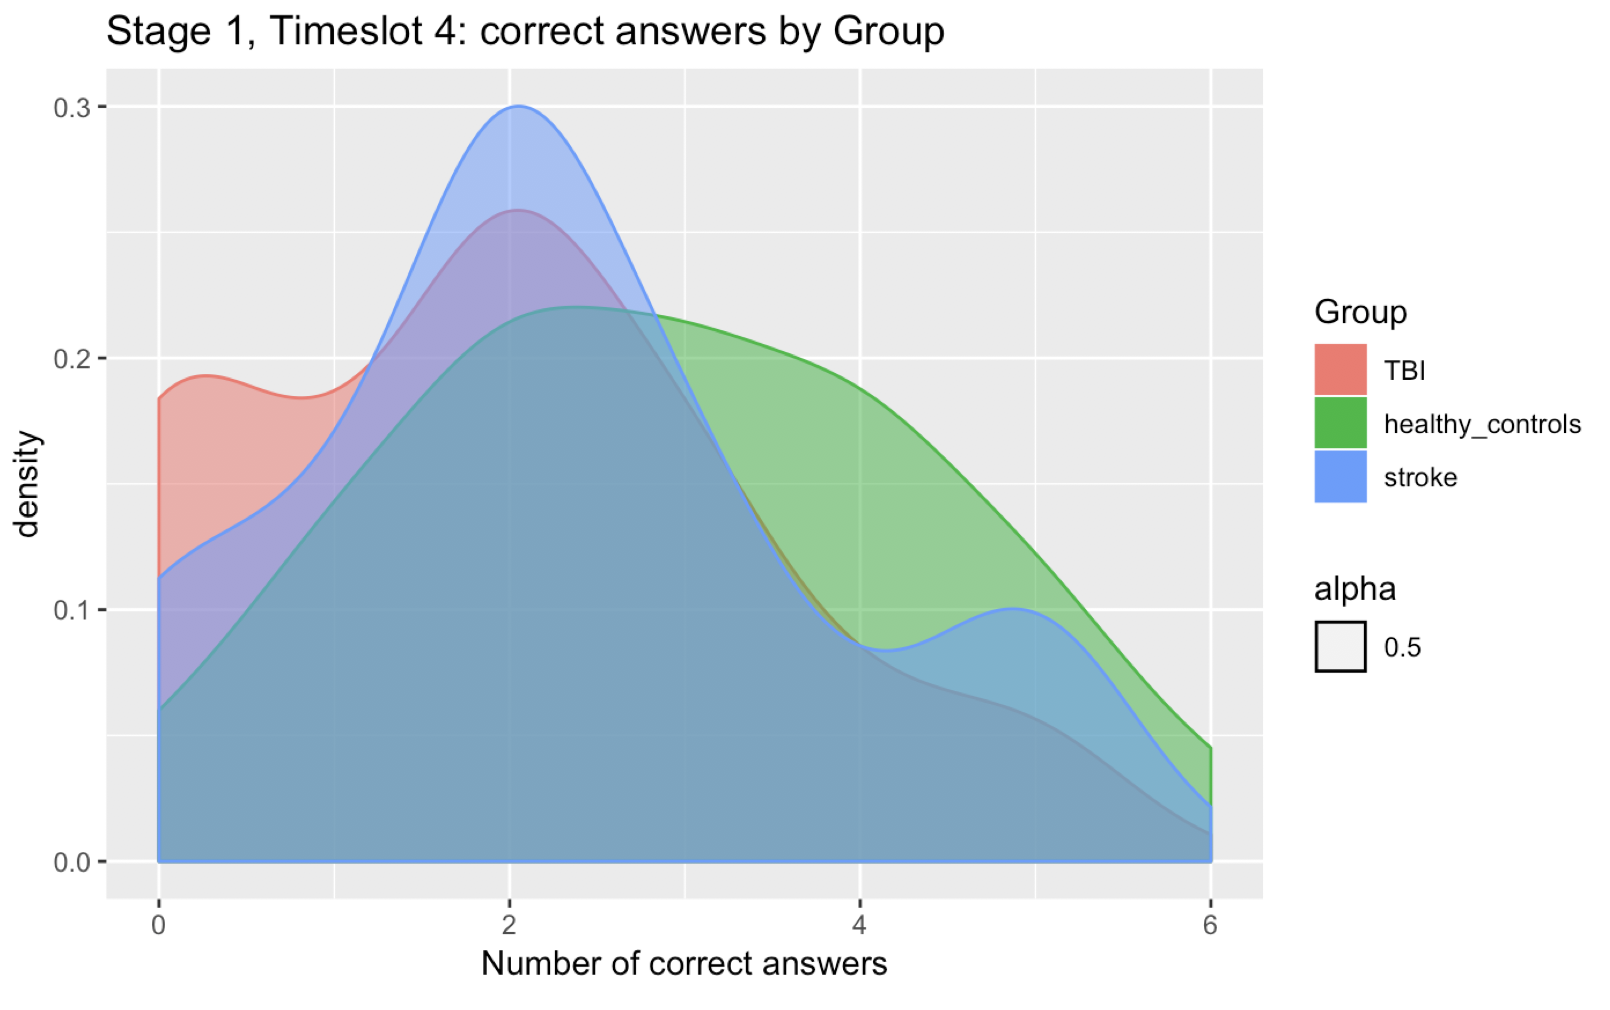 Stage 1, Timeslot 4: correct answers by Group
0.3
0.2
0.1
0.0
density
0 2 4 6
Number of correct answers
Group
TBI
healthy_controls
stroke
alpha
0.5